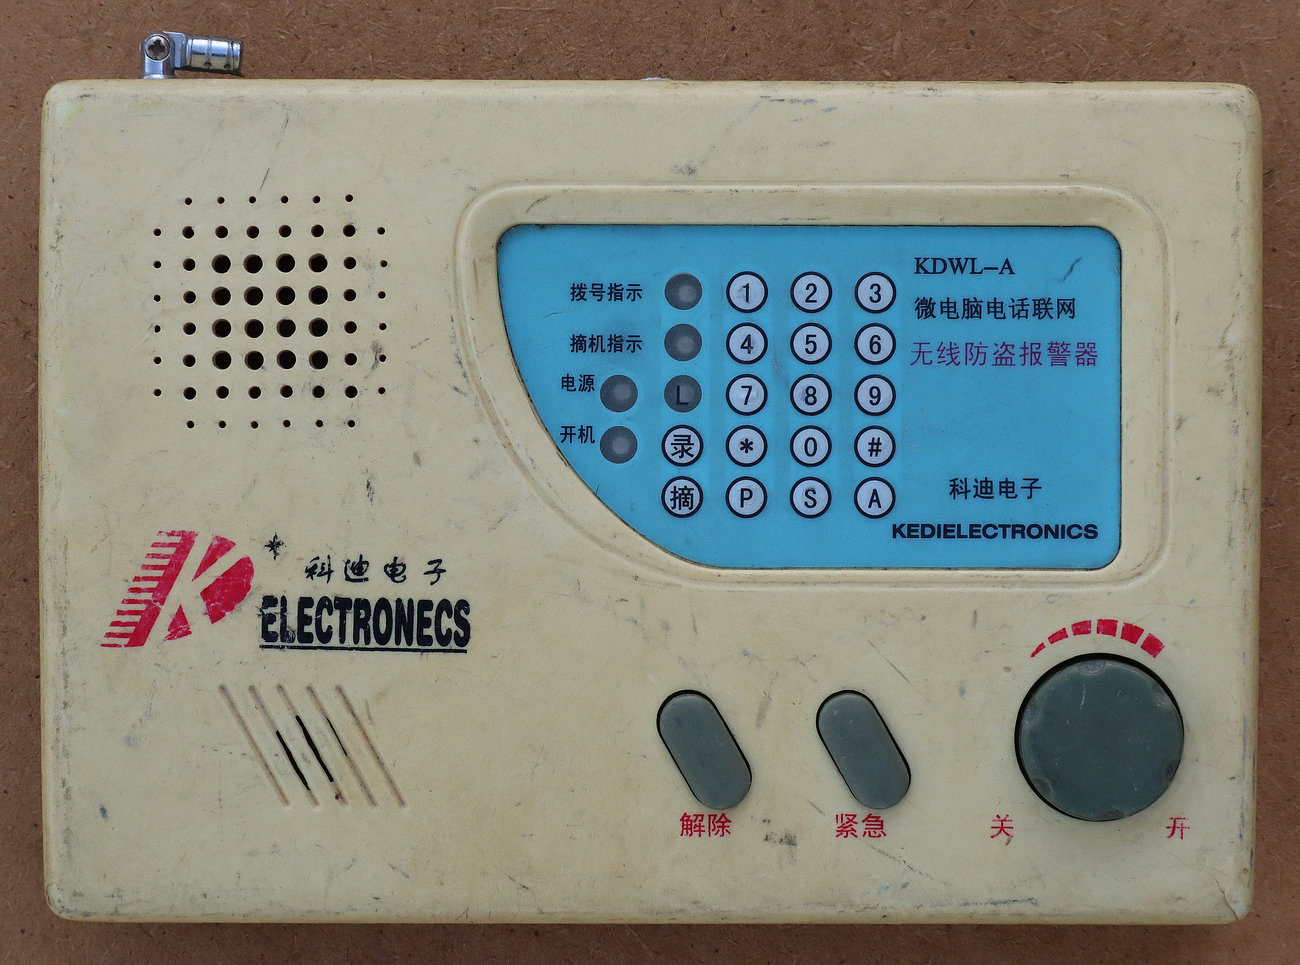 KDWL-A
微电脑电话联网
无线防盗报警器
拨号指示 1 2 3
摘机指示 4 5 6
电源 L 7 8 9
开机 录 * 0 #
摘 P S A
科迪电子
KEDIELECTRONICS
K
科迪电子
ELECTRONECS
解除 紧急 关 开